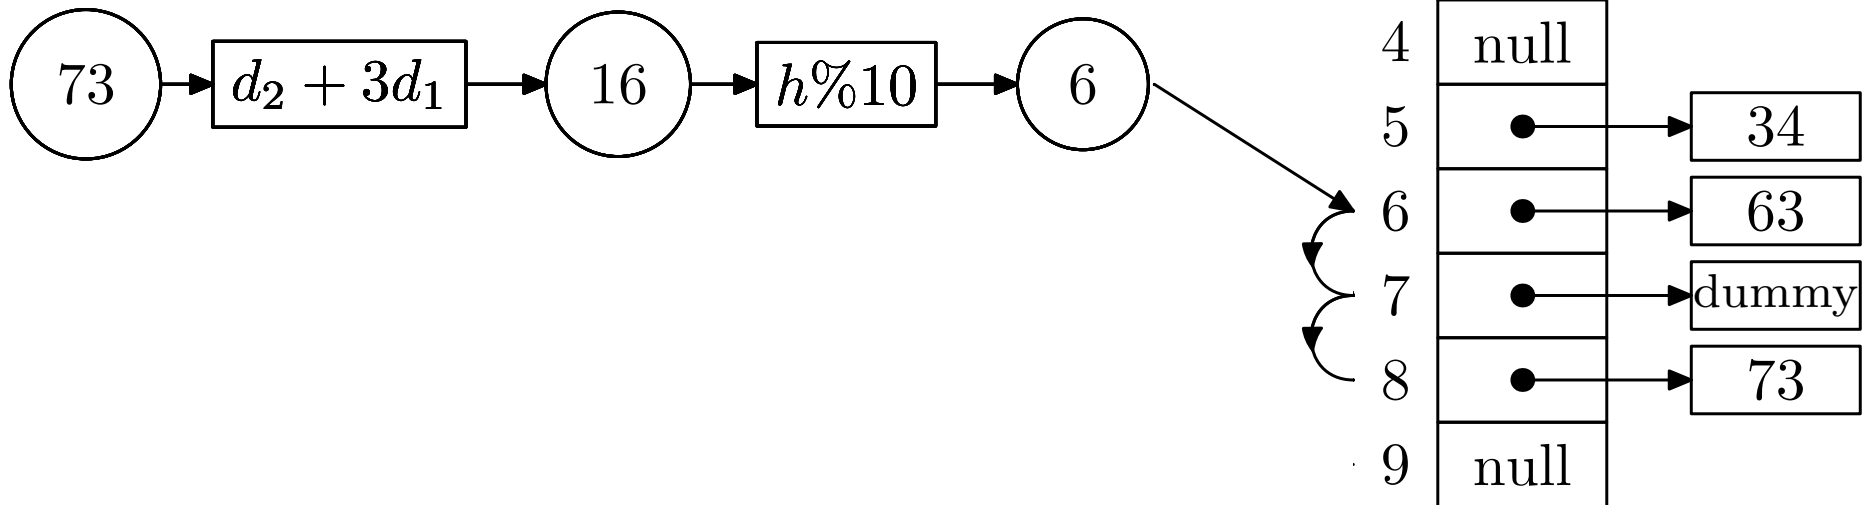 73 d₂ + 3d₁ 16 h%10 6
4 null
5 34
6 63
7 dummy
8 73
9 null